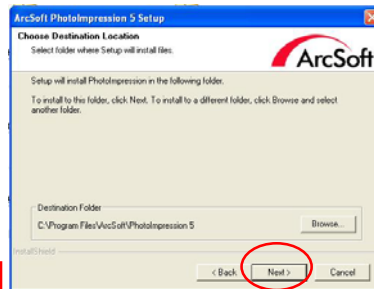 ArcSoft PhotoImpression 5 Setup
Choose Destination Location
Select folder where Setup will install files.
ArcSoft
Setup will install PhotoImpression in the following folder.
To install to this folder, click Next. To install to a different folder, click Browse and select
another folder.
Destination Folder
C:\Program Files\ArcSoft\PhotoImpression 5
Browse...
InstallShield
< Back
Next >
Cancel